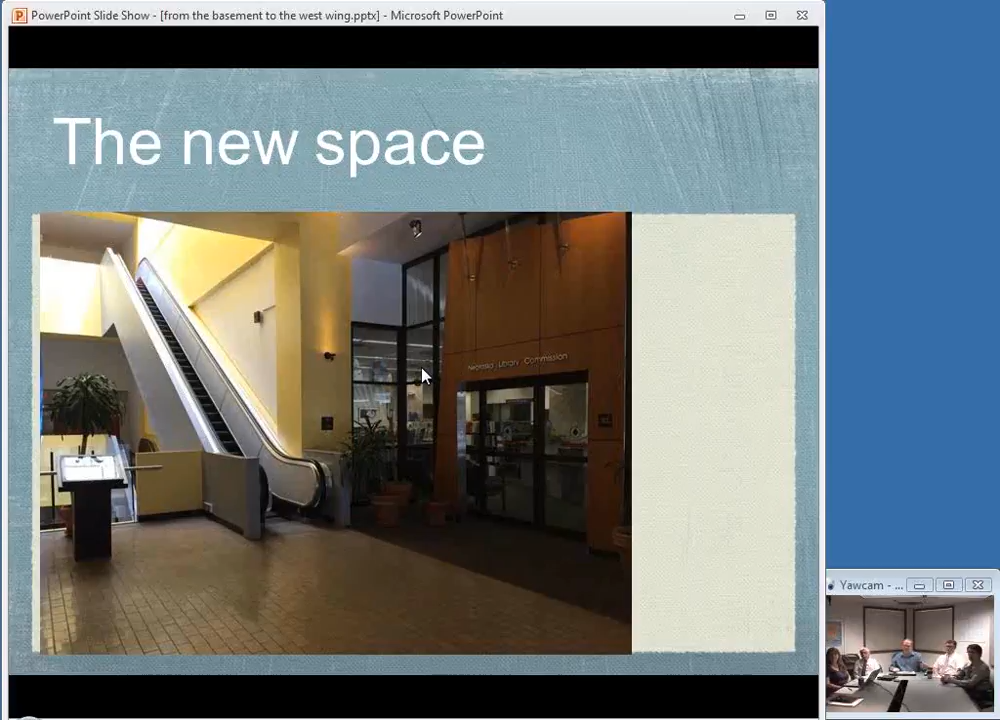 PowerPoint Slide Show - [from the basement to the west wing.pptx] - Microsoft PowerPoint
The new space
Nebraska Library Commission
Yawcam - ...